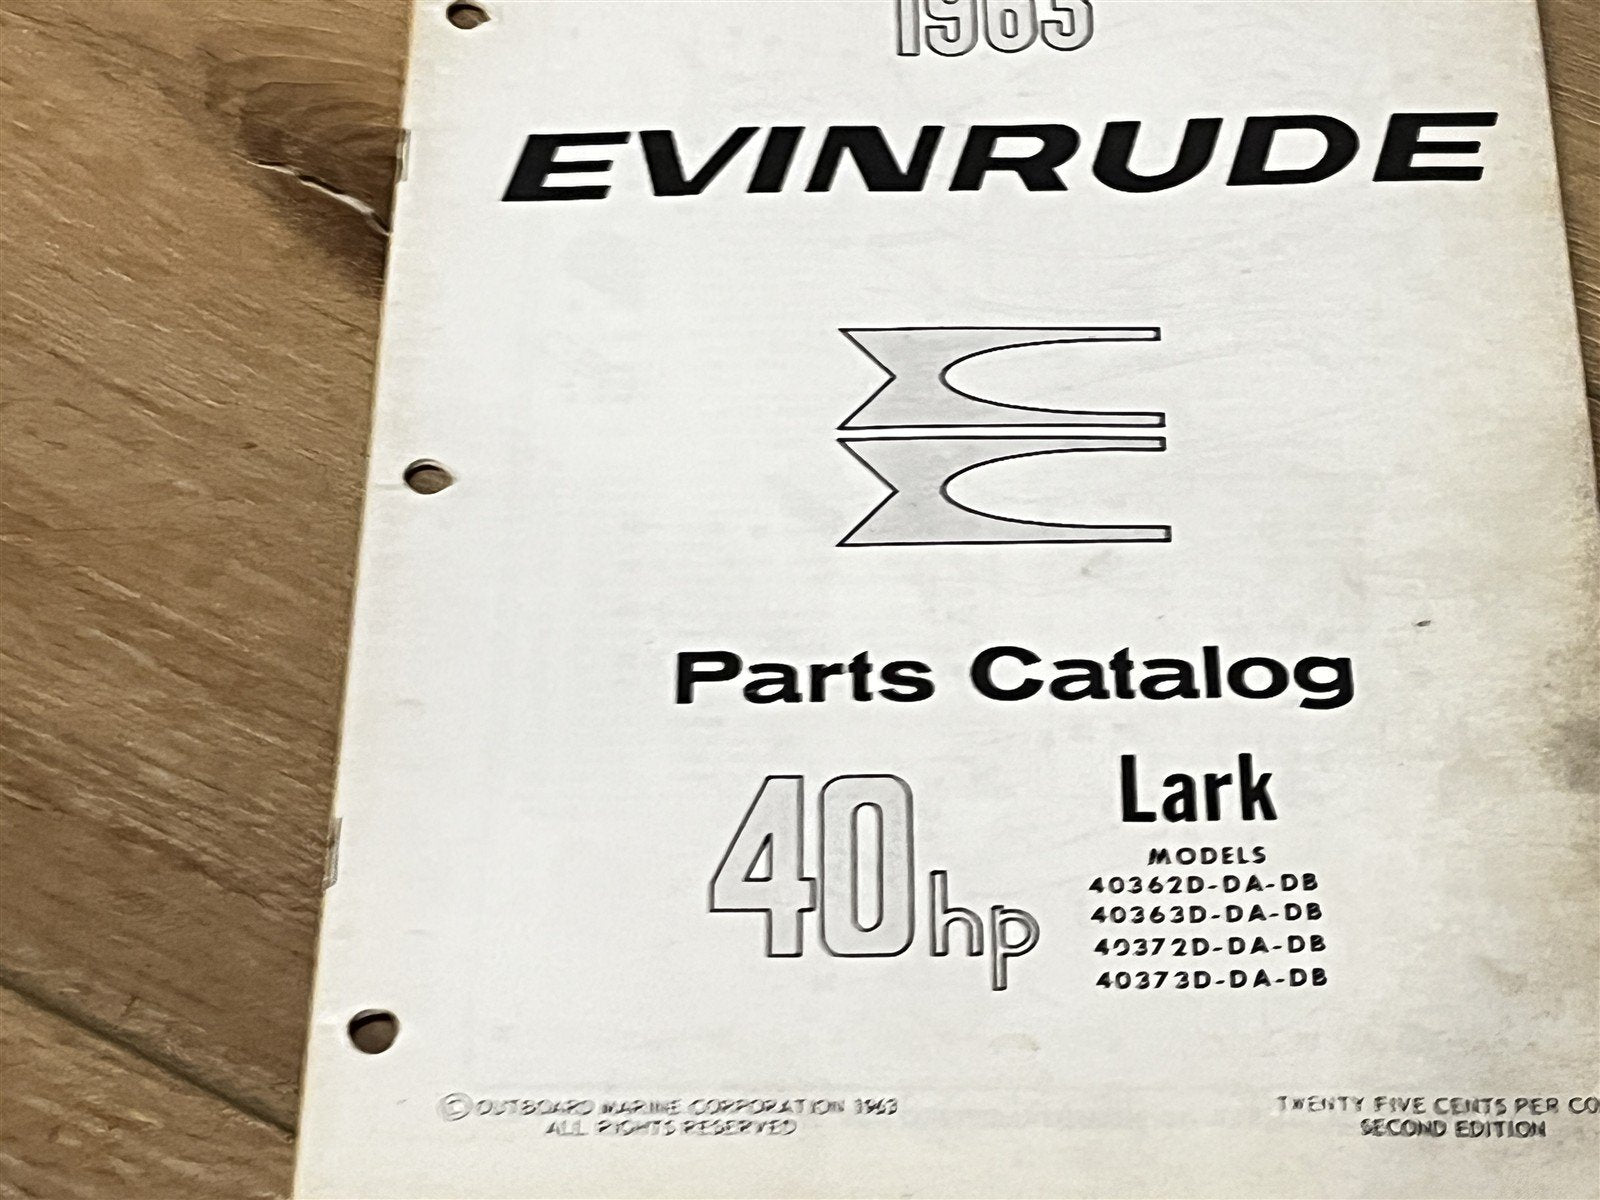 1963
EVINRUDE
Parts Catalog
40hp
Lark
MODELS
40362D-DA-DB
40363D-DA-DB
40372D-DA-DB
40373D-DA-DB
© OUTBOARD MARINE CORPORATION 1963
ALL RIGHTS RESERVED
TWENTY FIVE CENTS PER CO
SECOND EDITION